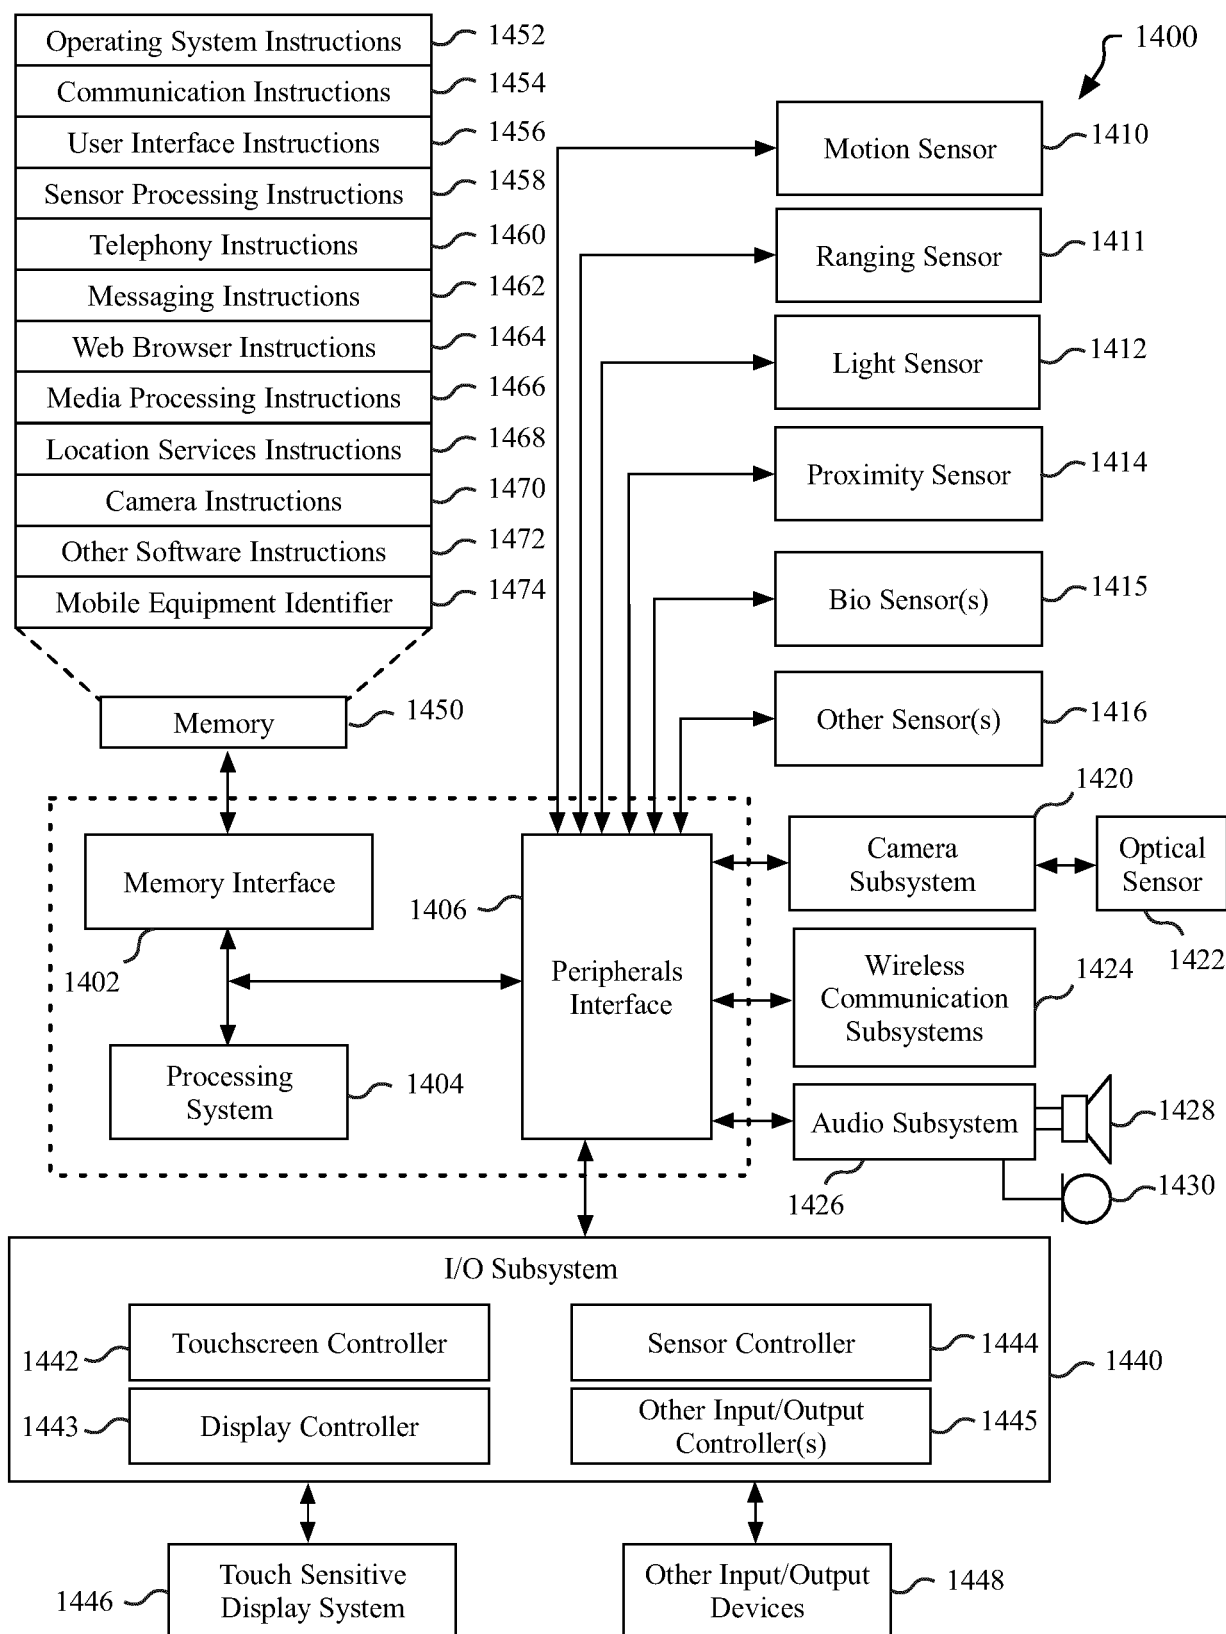 Operating System Instructions
1452
Communication Instructions
1454
User Interface Instructions
1456
Sensor Processing Instructions
1458
Telephony Instructions
1460
Messaging Instructions
1462
Web Browser Instructions
1464
Media Processing Instructions
1466
Location Services Instructions
1468
Camera Instructions
1470
Other Software Instructions
1472
Mobile Equipment Identifier
1474
Memory
1450
1400
Motion Sensor
1410
Ranging Sensor
1411
Light Sensor
1412
Proximity Sensor
1414
Bio Sensor(s)
1415
Other Sensor(s)
1416
Memory Interface
1402
Processing
System
1404
1406
Peripherals
Interface
1420
Camera
Subsystem
Optical
Sensor
1422
Wireless
Communication
Subsystems
1424
Audio Subsystem
1426
1428
1430
I/O Subsystem
1440
1442
Touchscreen Controller
Sensor Controller
1444
1443
Display Controller
Other Input/Output
Controller(s)
1445
1446
Touch Sensitive
Display System
Other Input/Output
Devices
1448